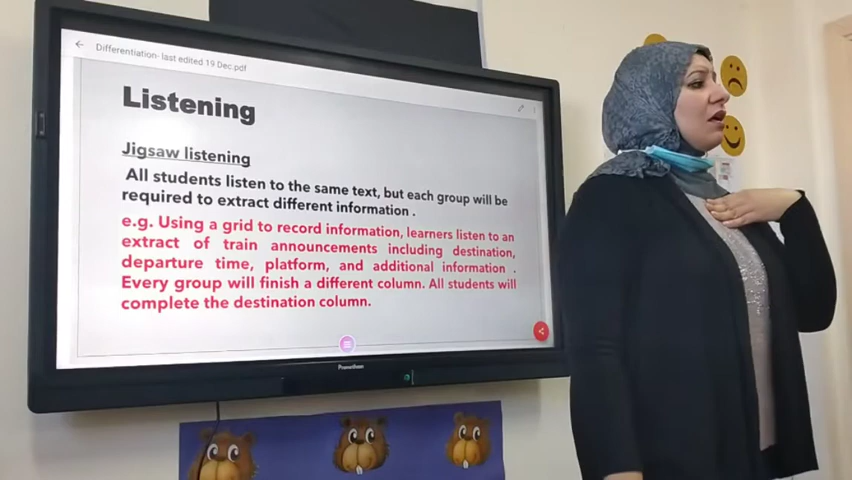 Differentiation- last edited 19 Dec.pdf
Listening
Jigsaw listening
All students listen to the same text, but each group will be
required to extract different information .
e.g. Using a grid to record information, learners listen to an
extract of train announcements including destination,
departure time, platform, and additional information .
Every group will finish a different column. All students will
complete the destination column.
Promethean